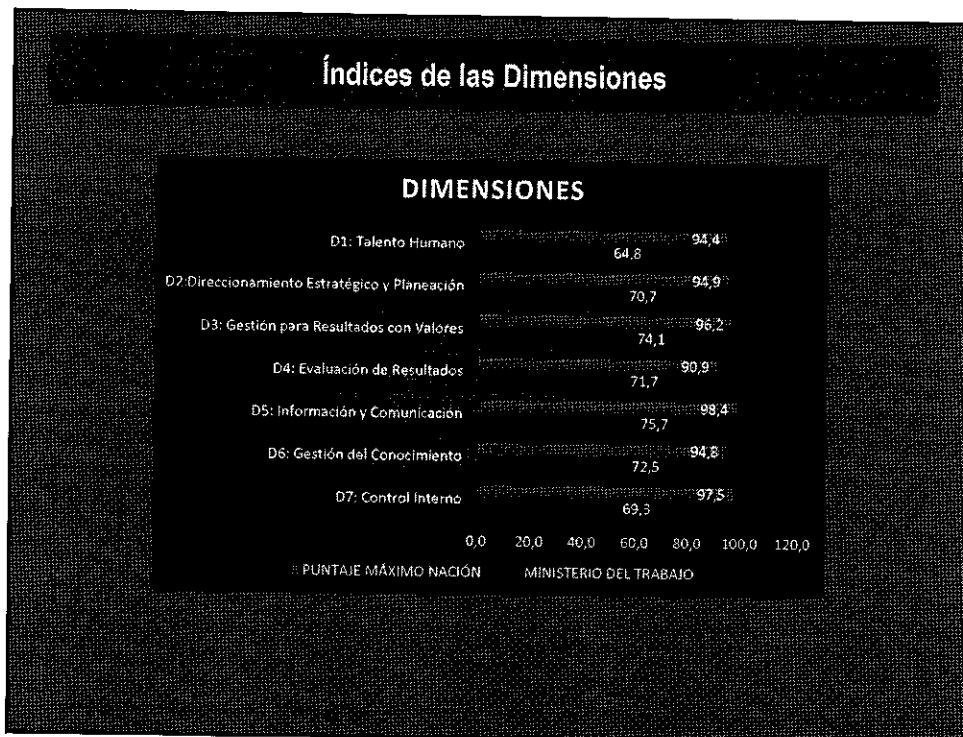 Índices de las Dimensiones
DIMENSIONES
D1: Talento Humano 94,4
64,8
D2:Direccionamiento Estratégico y Planeación 94,9
70,7
D3: Gestión para Resultados con Valores 96,2
74,1
D4: Evaluación de Resultados 90,9
71,7
D5: Información y Comunicación 98,4
75,7
D6: Gestión del Conocimiento 94,8
72,5
D7: Control Interno 97,5
69,3
0,0 20,0 40,0 60,0 80,0 100,0 120,0
PUNTAJE MÁXIMO NACIÓN MINISTERIO DEL TRABAJO